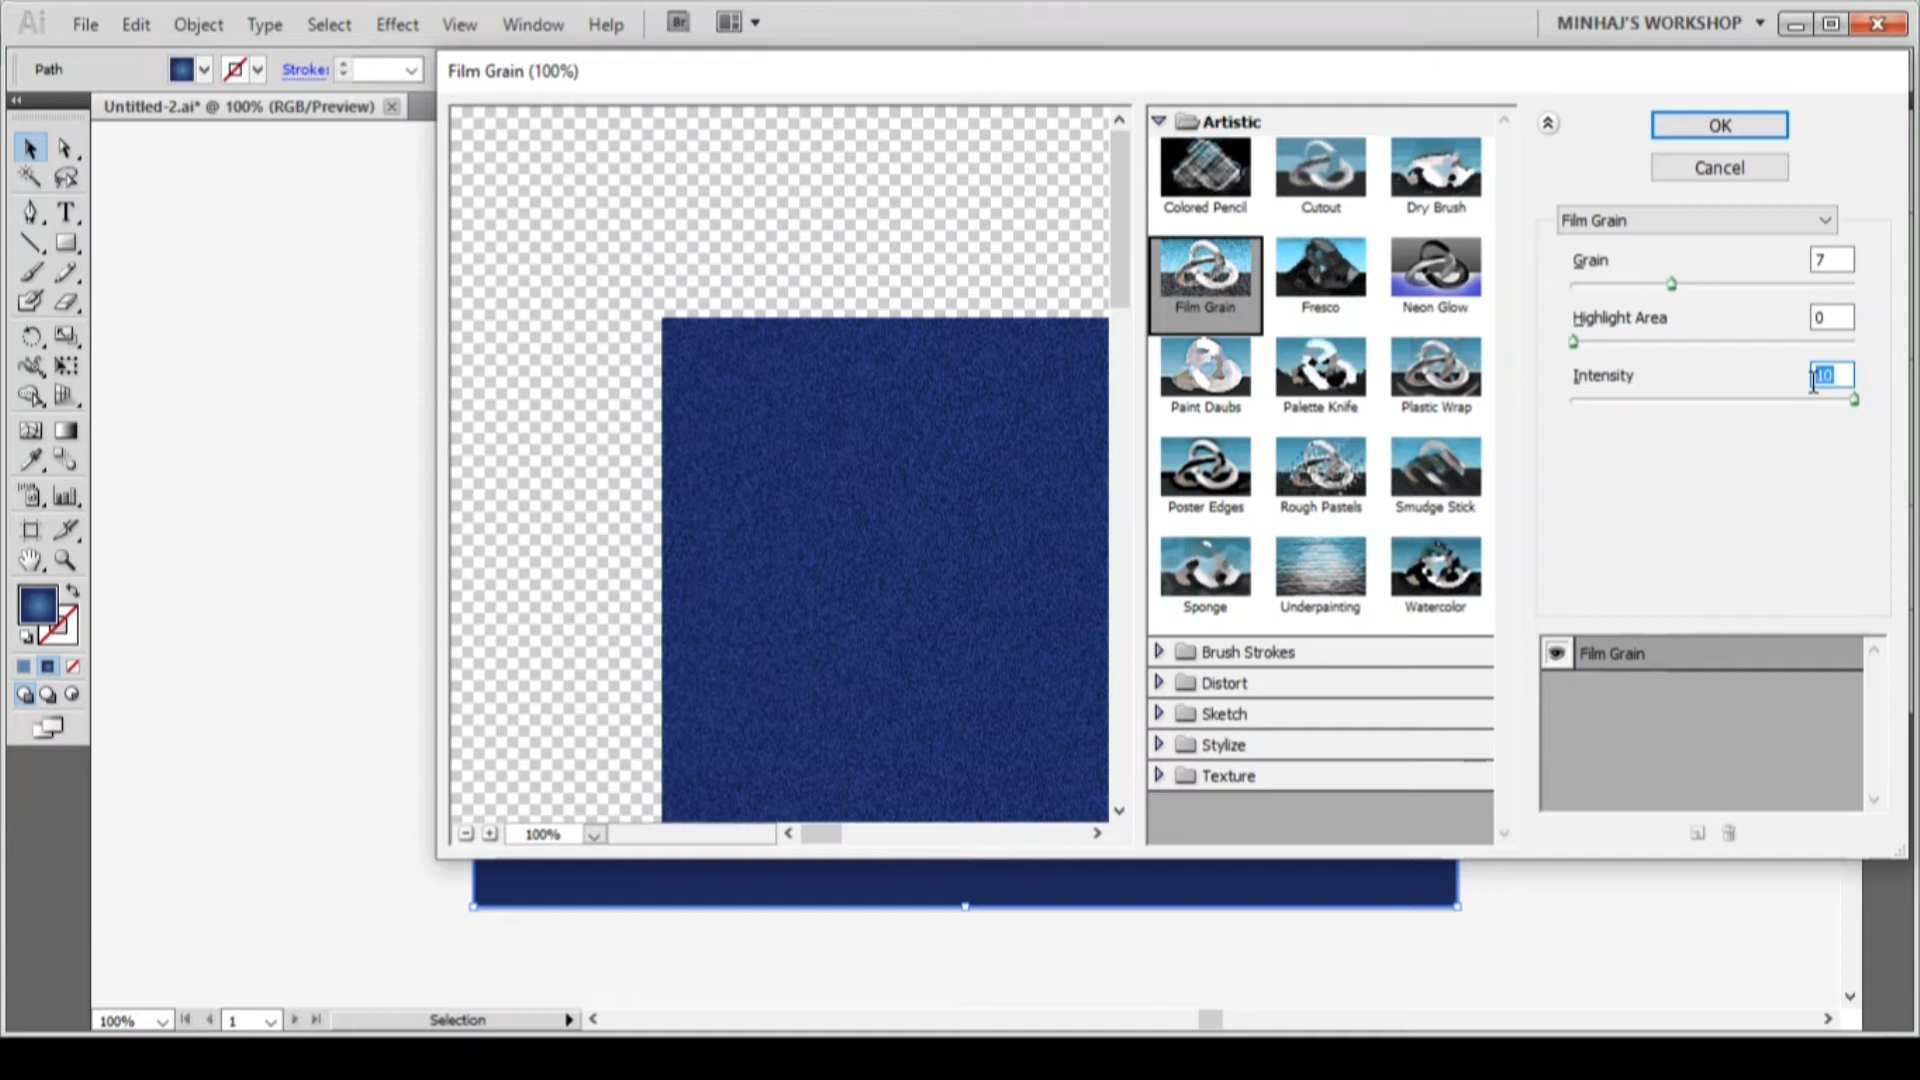 Ai File Edit Object Type Select Effect View Window Help Br MINHAJ'S WORKSHOP
Path Stroke:
Film Grain (100%)
Untitled-2.ai* @ 100% (RGB/Preview)
Artistic
Colored Pencil Cutout Dry Brush
Film Grain Fresco Neon Glow
Paint Daubs Palette Knife Plastic Wrap
Poster Edges Rough Pastels Smudge Stick
Sponge Underpainting Watercolor
Brush Strokes
Distort
Sketch
Stylize
Texture
OK
Cancel
Film Grain
Grain 7
Highlight Area 0
Intensity 10
Film Grain
T
100%
100% 1 Selection